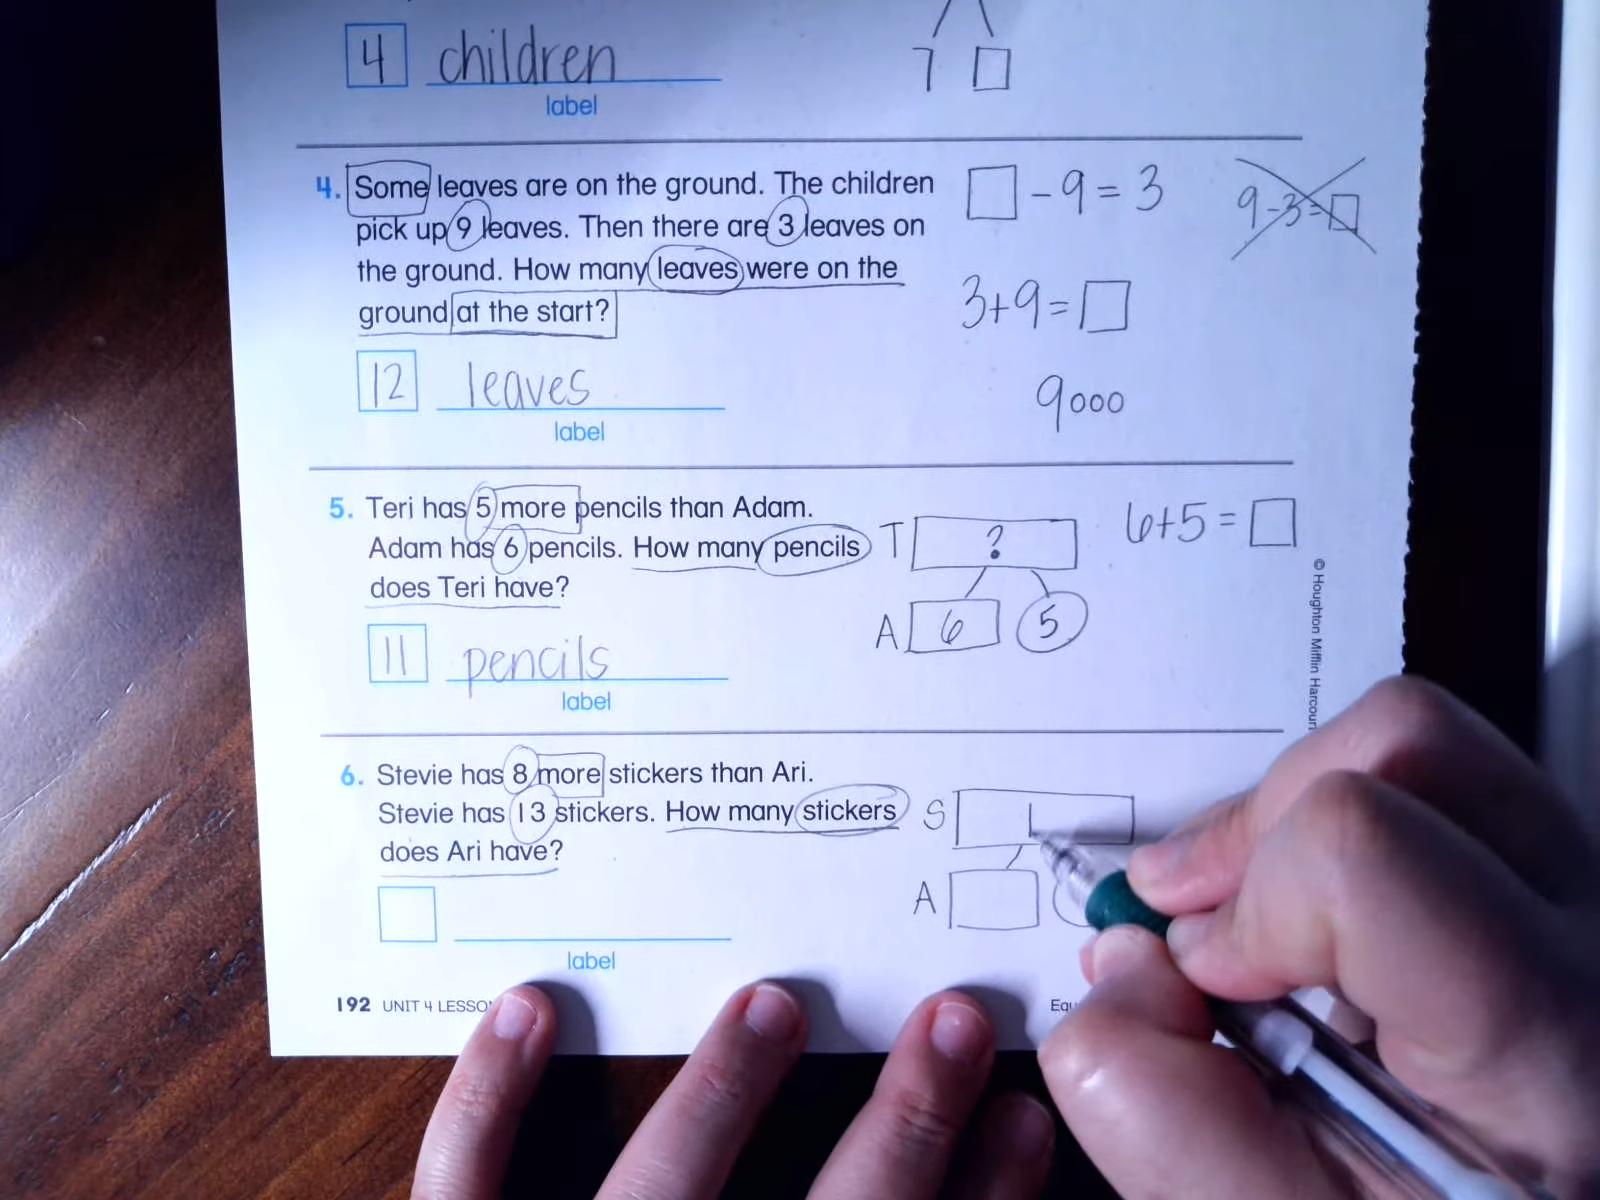 4 children
7
label
4. Some leaves are on the ground. The children
pick up 9 leaves. Then there are 3 leaves on
the ground. How many leaves were on the
ground at the start?
□ - 9 = 3
9 - 3 = □
3 + 9 = □
9ooo
12 leaves
label
5. Teri has 5 more pencils than Adam.
Adam has 6 pencils. How many pencils
does Teri have?
T ?
A 6 5
6 + 5 = □
11 pencils
label
© Houghton Mifflin Harcour
6. Stevie has 8 more stickers than Ari.
Stevie has 13 stickers. How many stickers
does Ari have?
S 1
A
label
192 UNIT 4